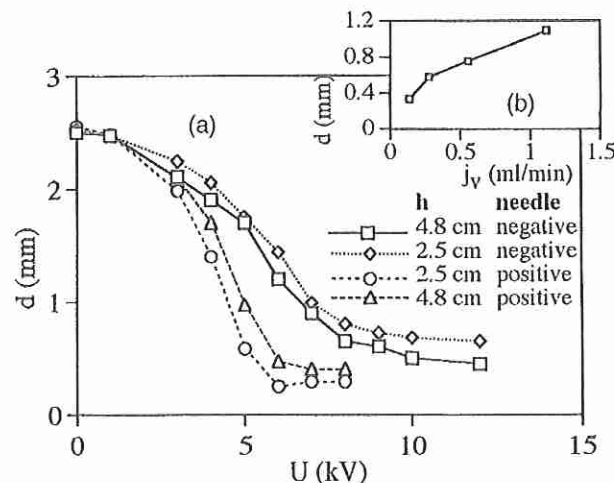 1.2
0.8
0.4
0
d (mm)
(b)
0 0.5 1 1.5
jᵥ (ml/min)
3
2
1
0
d (mm)
(a)
h needle
4.8 cm negative
2.5 cm negative
2.5 cm positive
4.8 cm positive
0 5 10 15
U (kV)